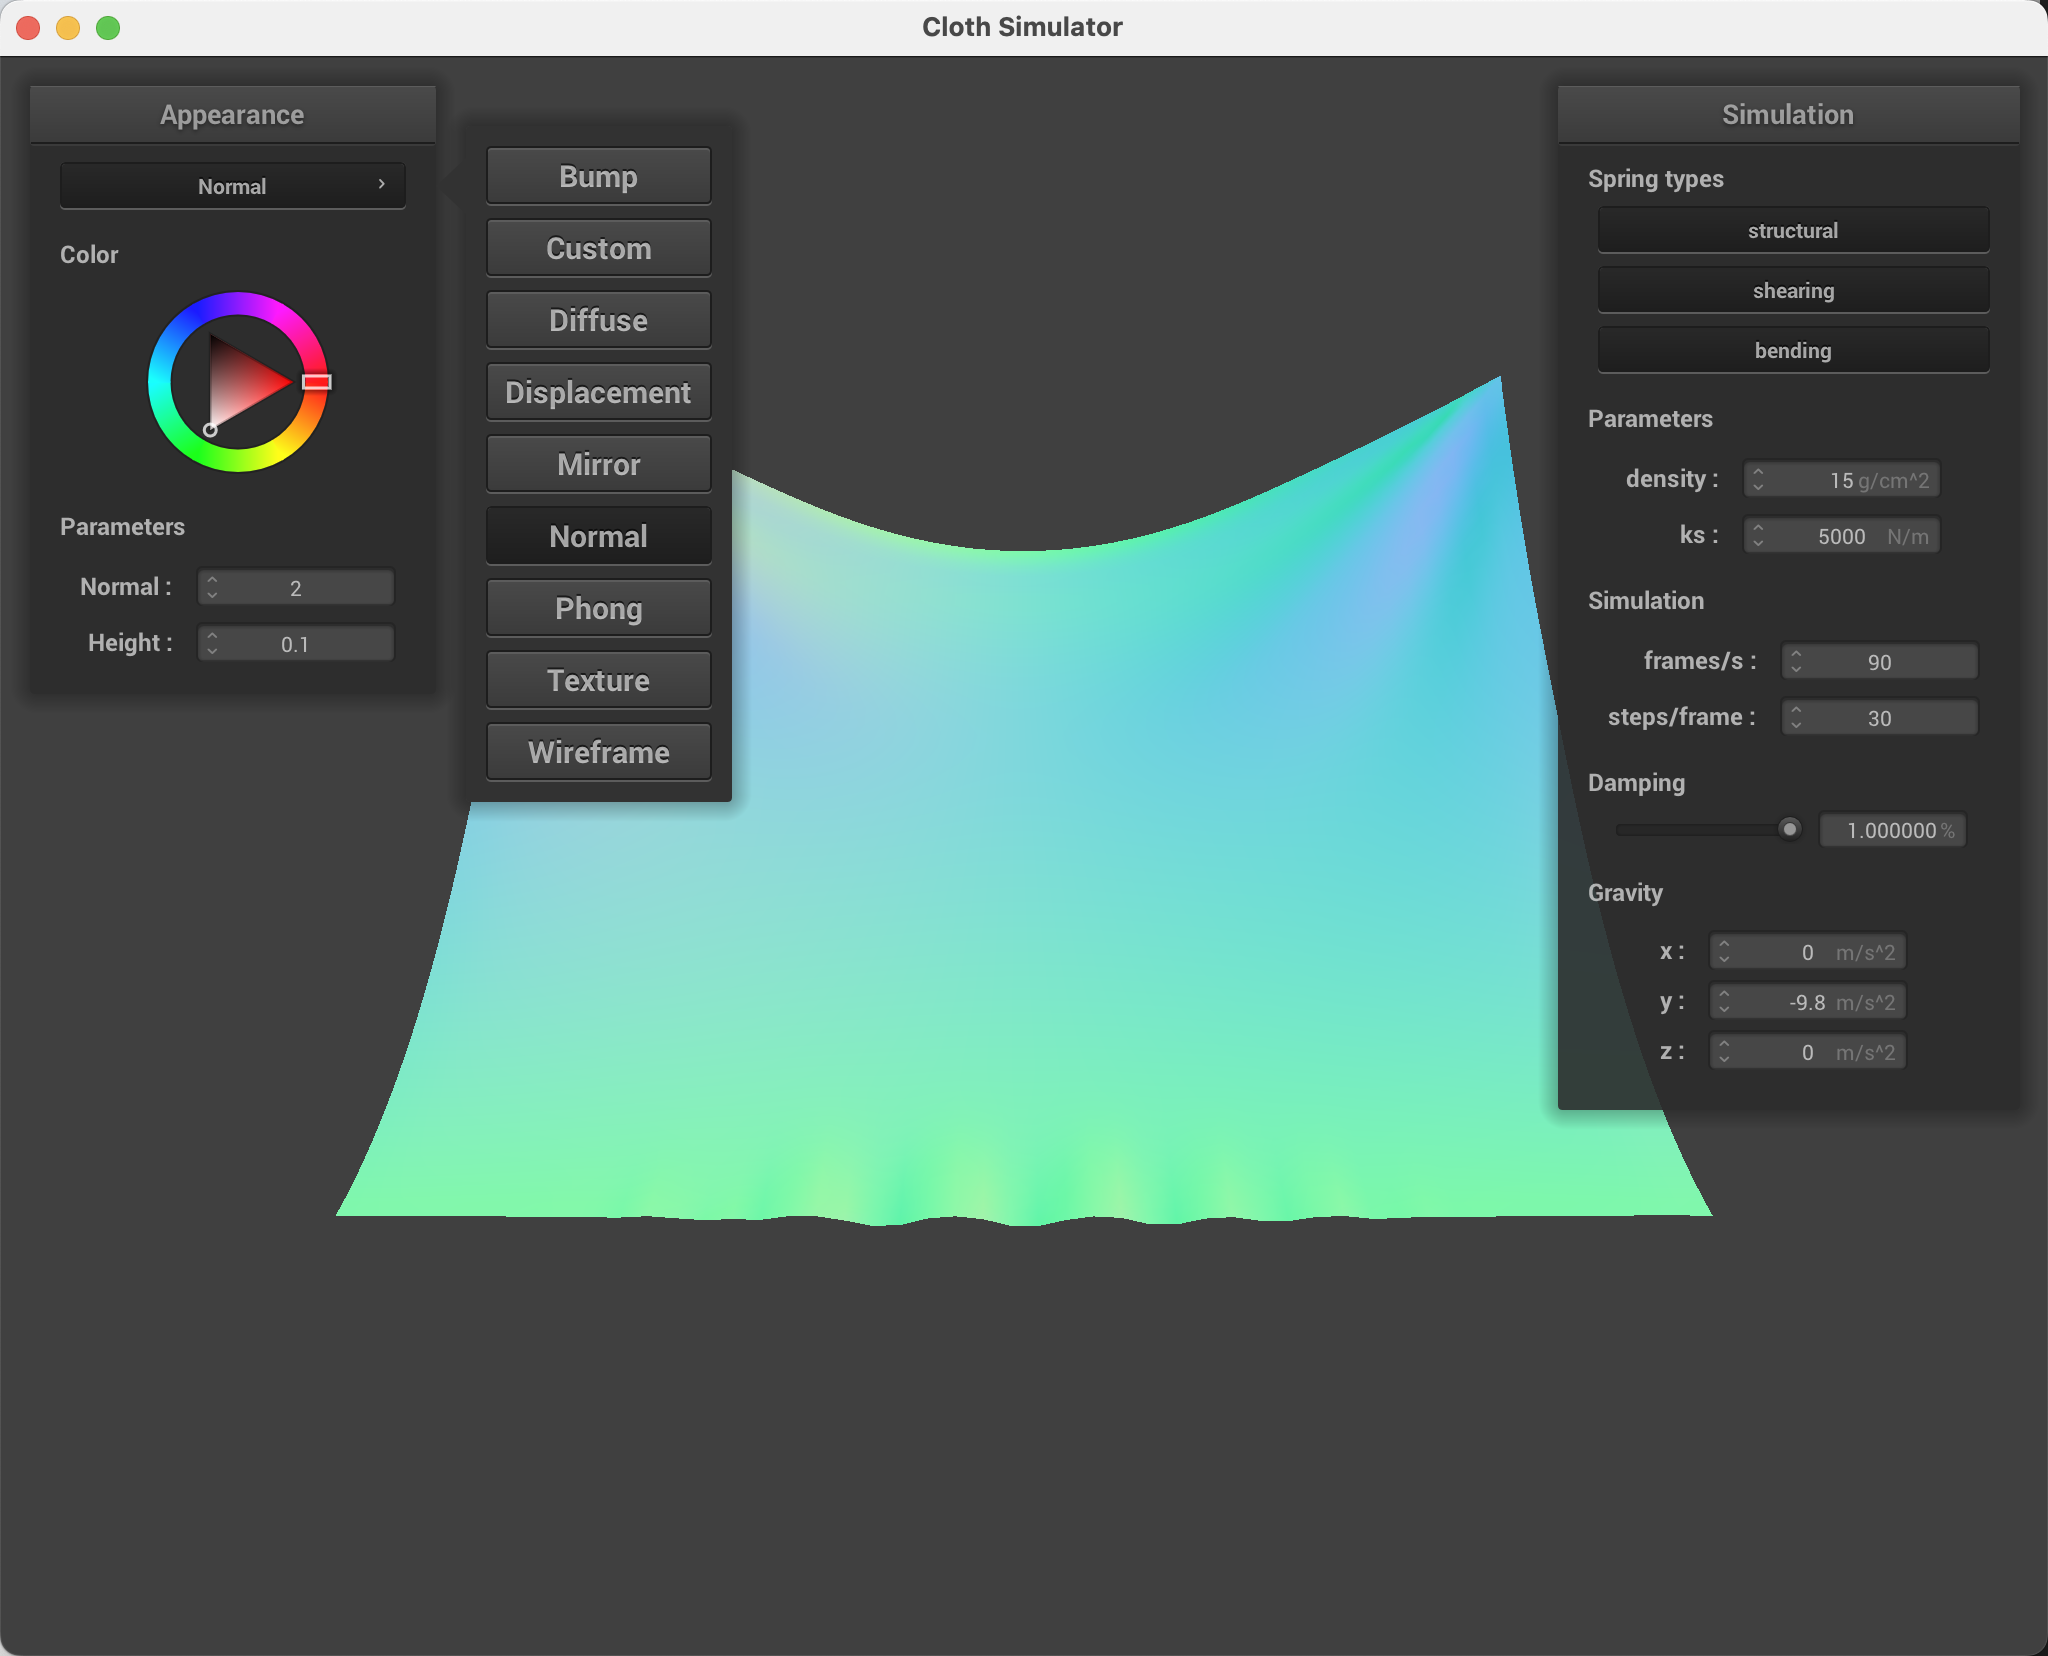 Cloth Simulator
Appearance
Normal
Color
Parameters
Normal : 2
Height : 0.1
Bump
Custom
Diffuse
Displacement
Mirror
Normal
Phong
Texture
Wireframe
Simulation
Spring types
structural
shearing
bending
Parameters
density : 15 g/cm^2
ks : 5000 N/m
Simulation
frames/s : 90
steps/frame : 30
Damping
1.000000 %
Gravity
x : 0 m/s^2
y : -9.8 m/s^2
z : 0 m/s^2